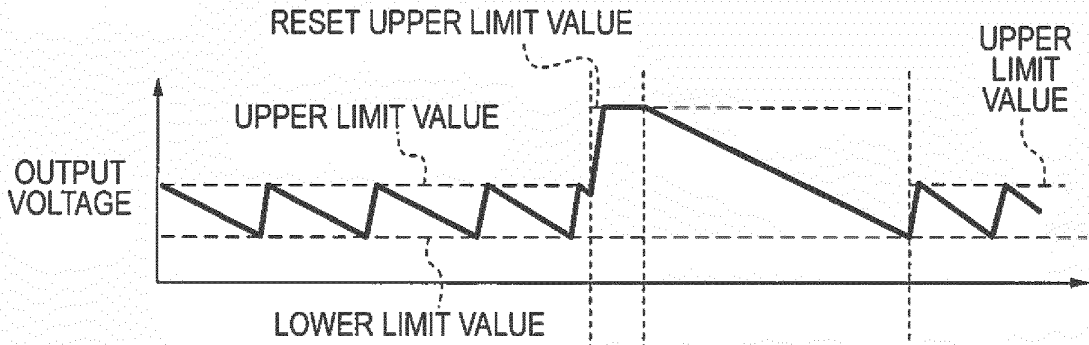 RESET UPPER LIMIT VALUE
UPPER
LIMIT
VALUE
UPPER LIMIT VALUE
OUTPUT
VOLTAGE
LOWER LIMIT VALUE